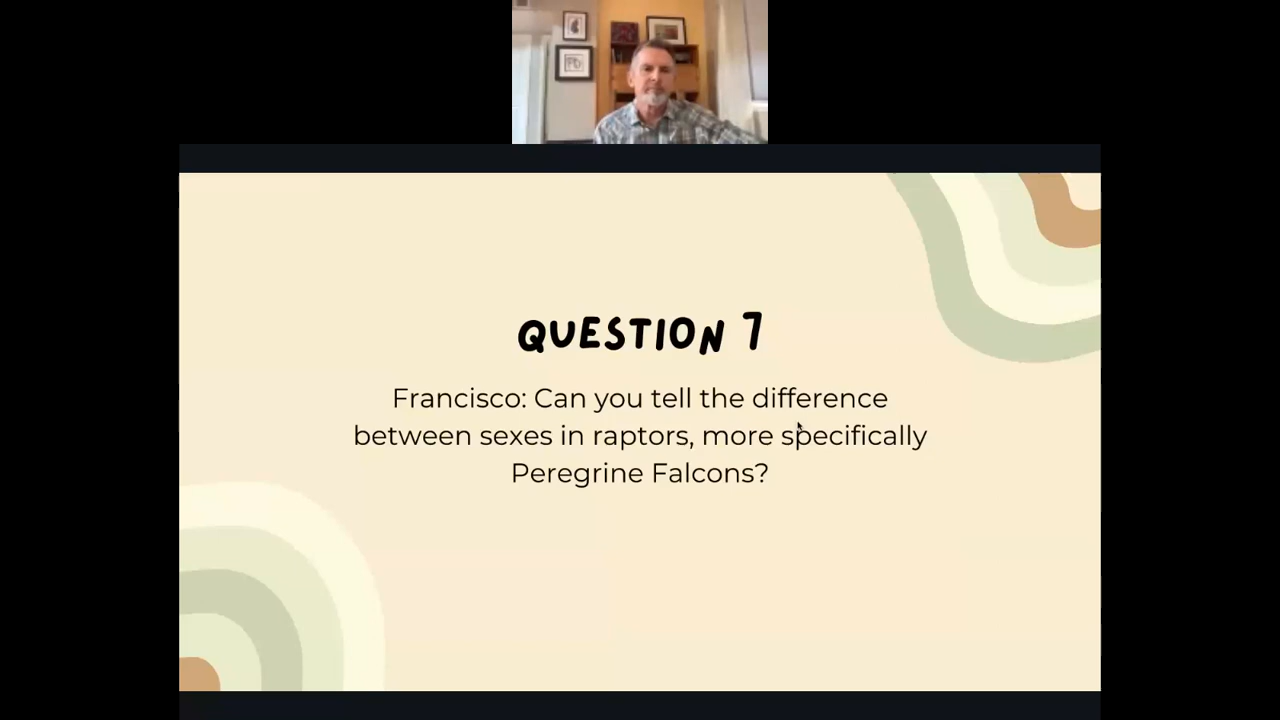 QUESTION 7
Francisco: Can you tell the difference
between sexes in raptors, more specifically
Peregrine Falcons?